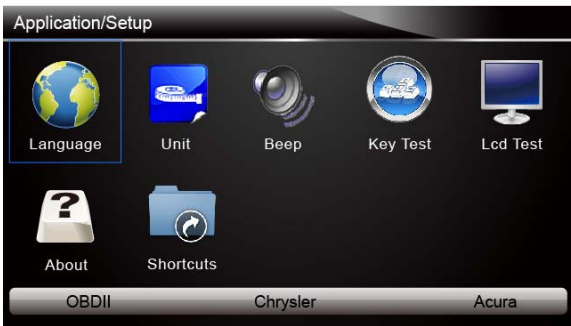 Application/Setup
Language Unit Beep Key Test Lcd Test
About Shortcuts
OBDII Chrysler Acura